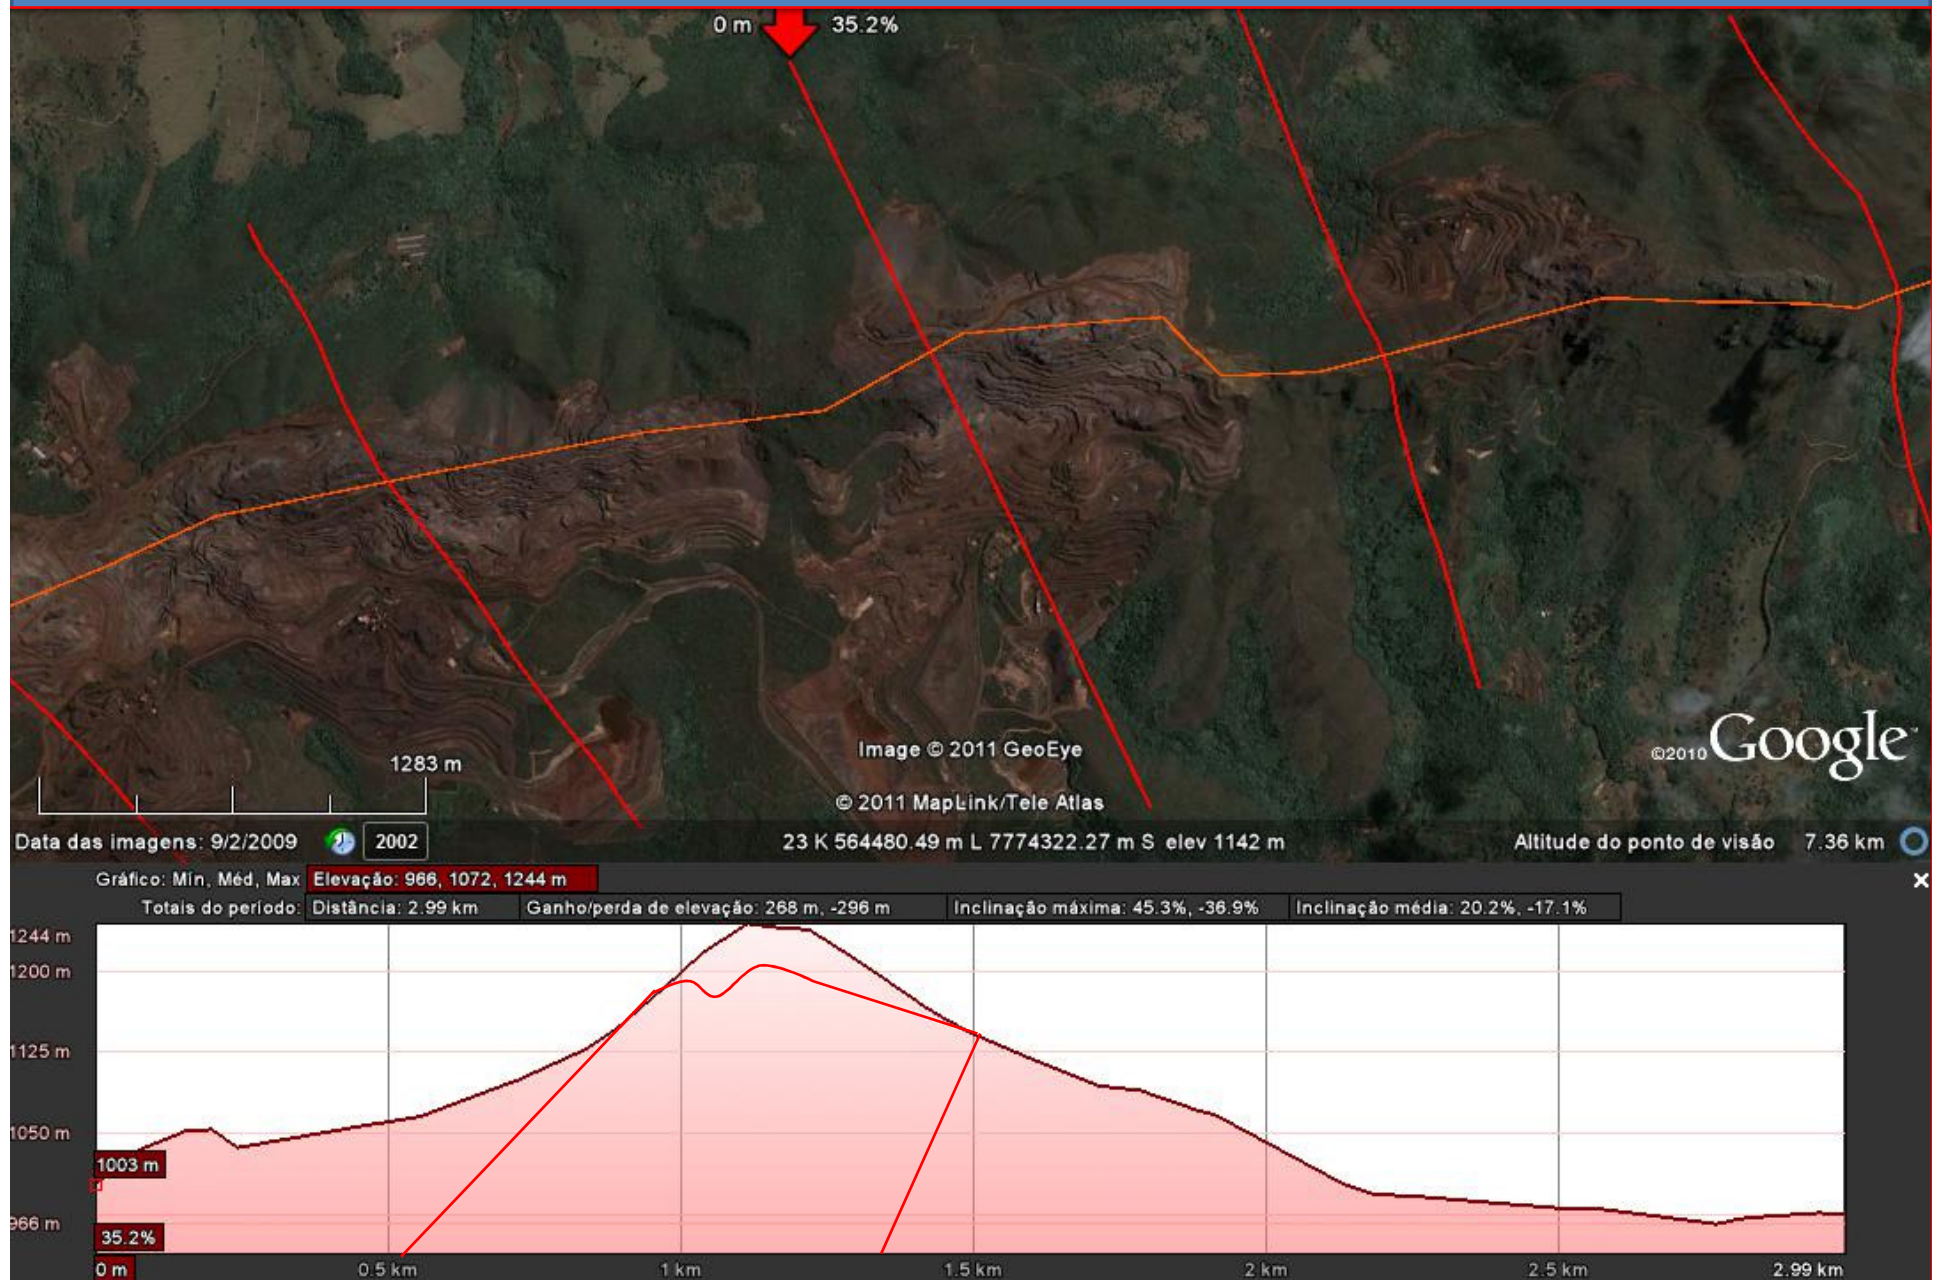 0 m 35.2%
1283 m
Image © 2011 GeoEye
©2010 Google
© 2011 MapLink/Tele Atlas
Data das imagens: 9/2/2009 2002 23 K 564480.49 m L 7774322.27 m S elev 1142 m Altitude do ponto de visão 7.36 km
Gráfico: Mín, Méd, Max Elevação: 966, 1072, 1244 m
Totais do período: Distância: 2.99 km Ganho/perda de elevação: 268 m, -296 m Inclinação máxima: 45.3%, -36.9% Inclinação média: 20.2%, -17.1%
1244 m
1200 m
1125 m
1050 m
1003 m
966 m
35.2%
0 m 0.5 km 1 km 1.5 km 2 km 2.5 km 2.99 km